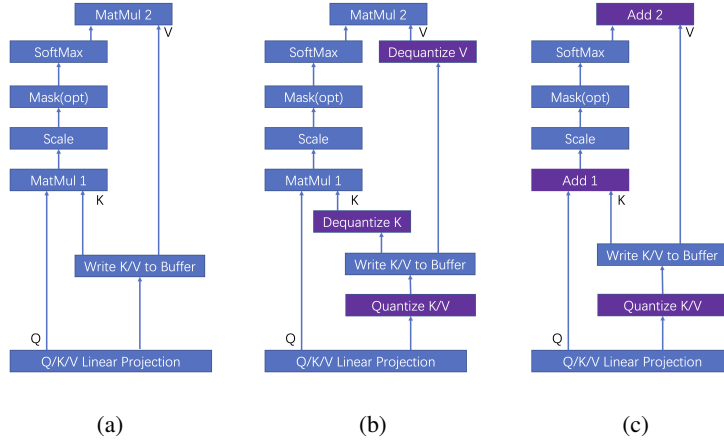 MatMul 2
V
SoftMax
Mask(opt)
Scale
MatMul 1
K
Write K/V to Buffer
Q
Q/K/V Linear Projection
(a)
MatMul 2
V
SoftMax
Dequantize V
Mask(opt)
Scale
MatMul 1
K
Dequantize K
Write K/V to Buffer
Quantize K/V
Q
Q/K/V Linear Projection
(b)
Add 2
V
SoftMax
Mask(opt)
Scale
Add 1
K
Write K/V to Buffer
Quantize K/V
Q
Q/K/V Linear Projection
(c)